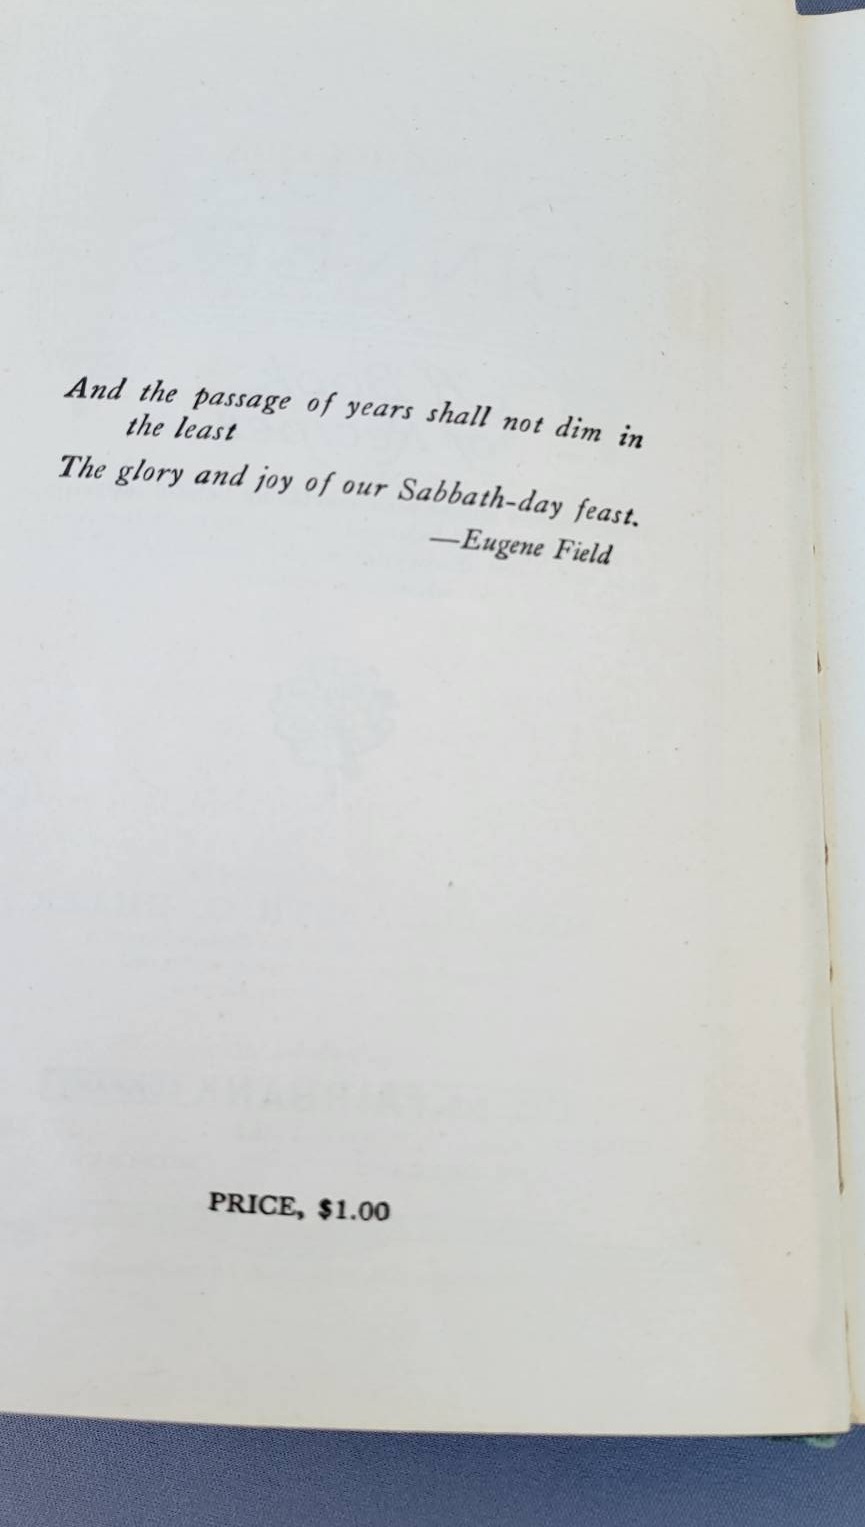 And the passage of years shall not dim in
the least
The glory and joy of our Sabbath-day feast.
—Eugene Field
PRICE, $1.00